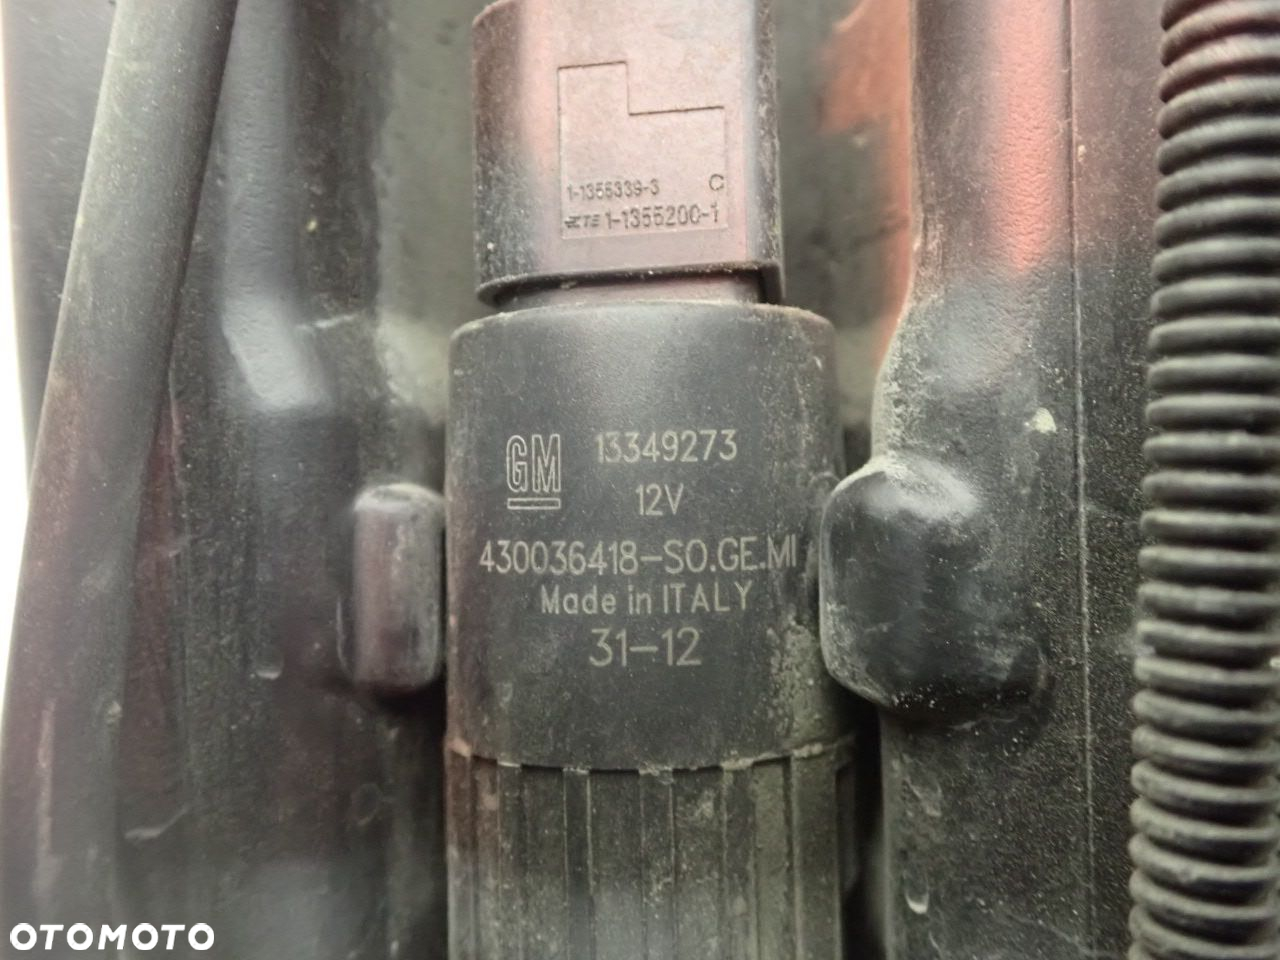 1-1356339-3 C
TE 1-1355200-1
GM 13349273
12V
430036418-SO.GE.MI
Made in ITALY
31-12
OTOMOTO